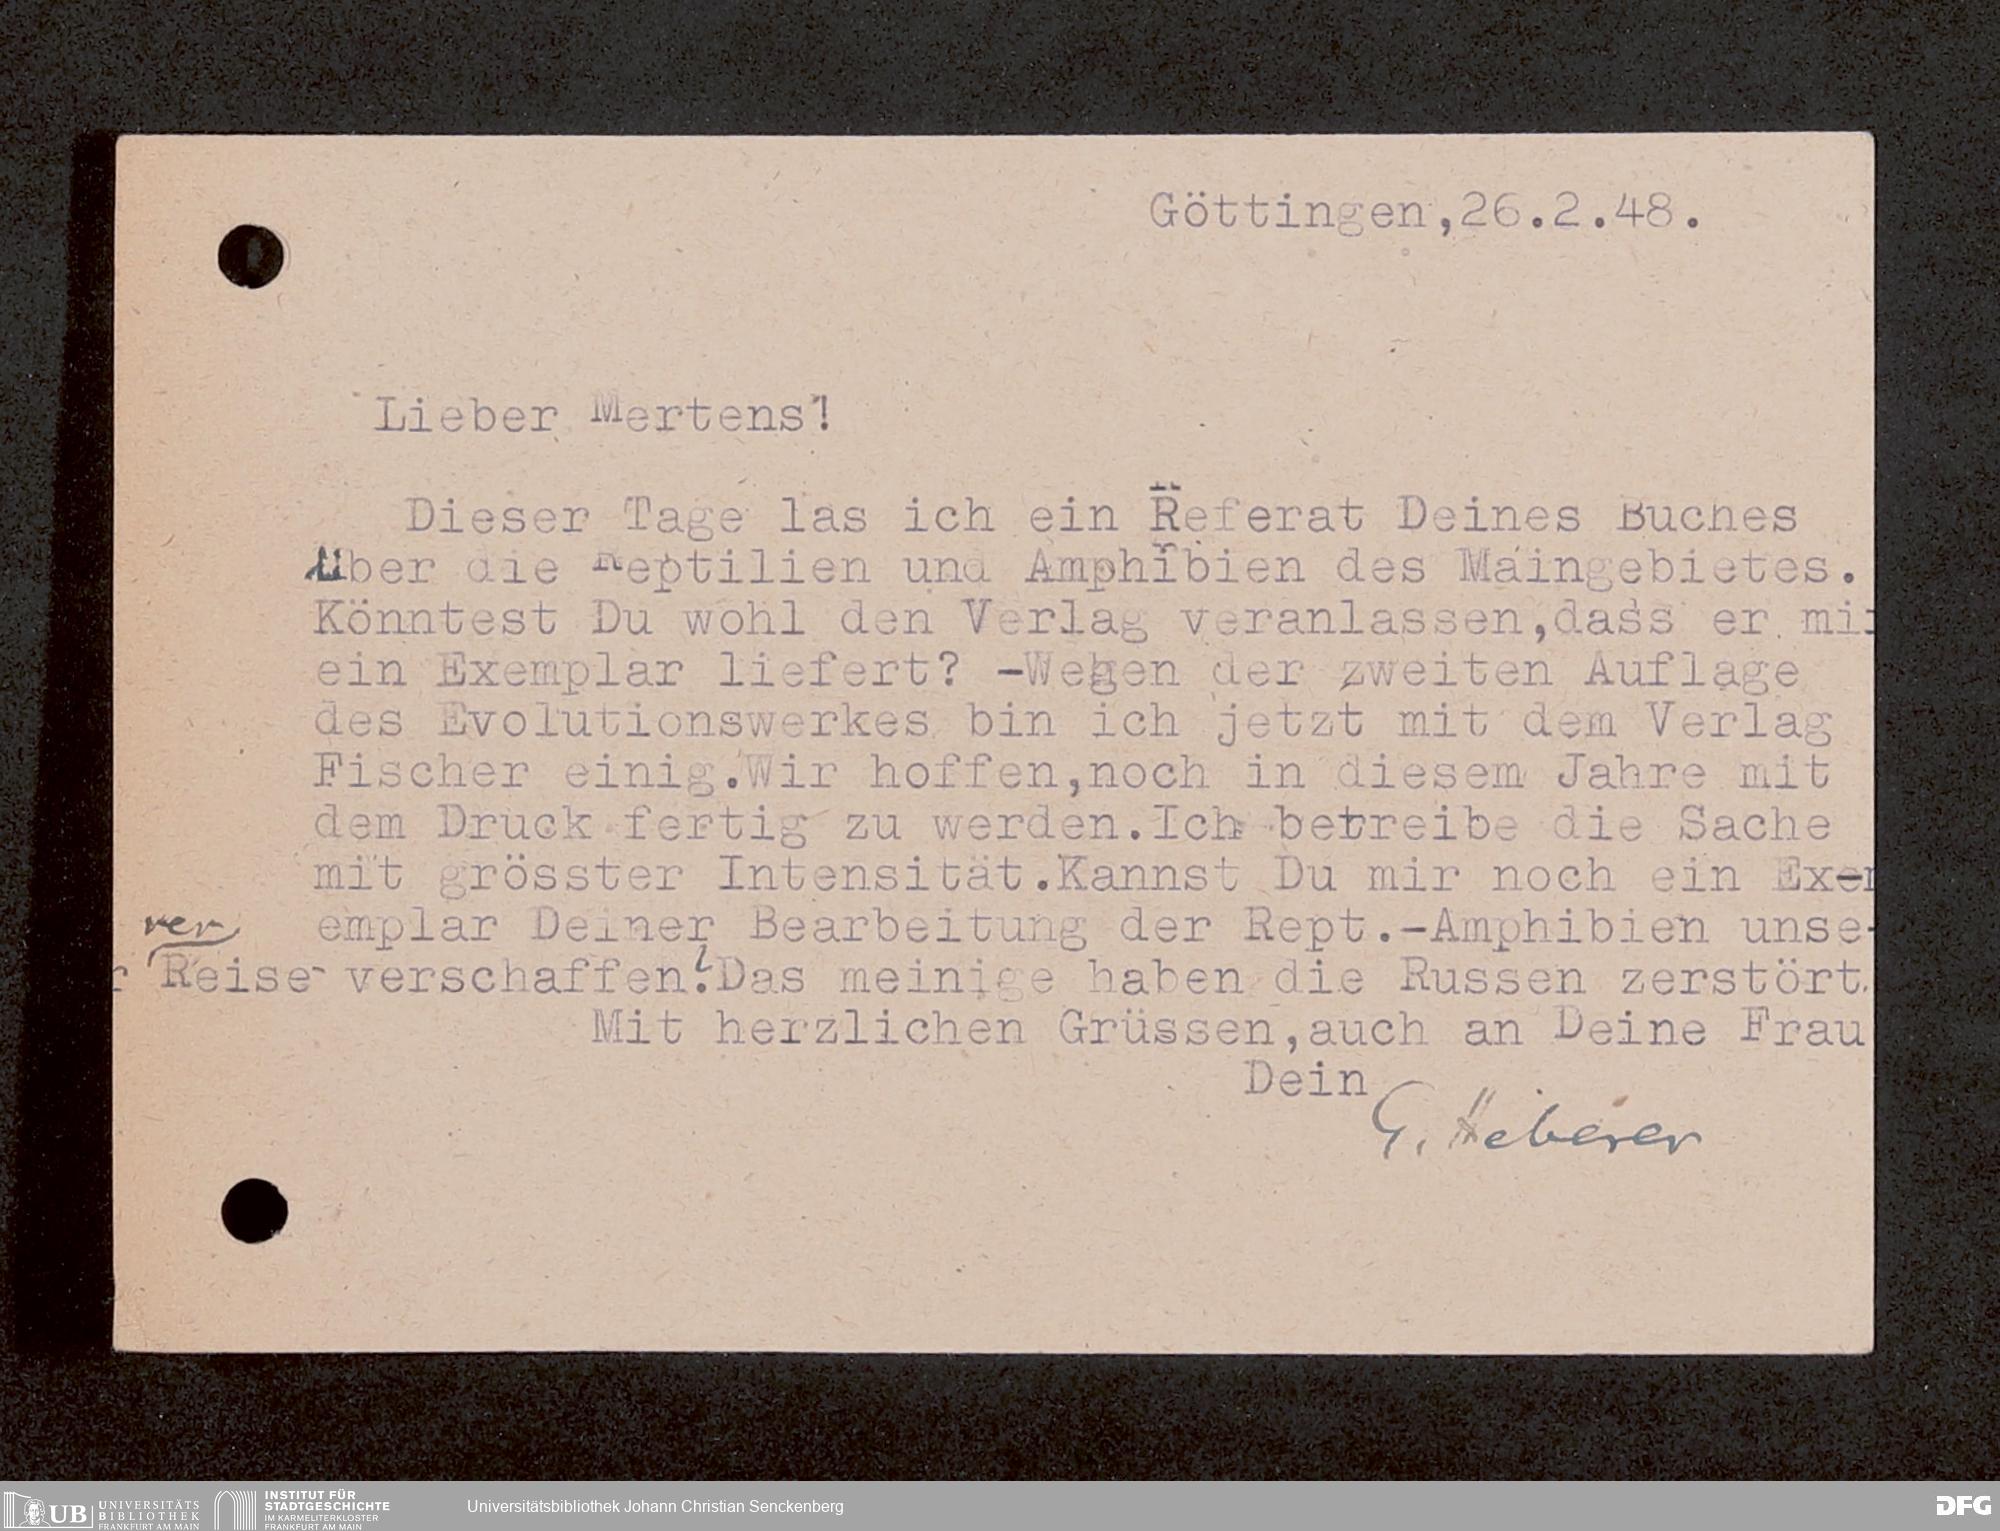 Göttingen,26.2.48.
Lieber Mertens!
Dieser Tage las ich ein Referat Deines Buches
über die Reptilien und Amphibien des Maingebietes.
Könntest Du wohl den Verlag veranlassen,dass er mir
ein Exemplar liefert? -Wegen der zweiten Auflage
des Evolutionswerkes bin ich jetzt mit dem Verlag
Fischer einig.Wir hoffen,noch in diesem Jahre mit
dem Druck fertig zu werden.Ich betreibe die Sache
mit grösster Intensität.Kannst Du mir noch ein Exem
emplar Deiner Bearbeitung der Rept.-Amphibien unse-
rer
r Reise verschaffen?Das meinige haben die Russen zerstört.
Mit herzlichen Grüssen,auch an Deine Frau
Dein
G. Heberer
UB UNIVERSITÄTS
BIBLIOTHEK
FRANKFURT AM MAIN
INSTITUT FÜR
STADTGESCHICHTE
IM KARMELITERKLOSTER
FRANKFURT AM MAIN
Universitätsbibliothek Johann Christian Senckenberg
DFG